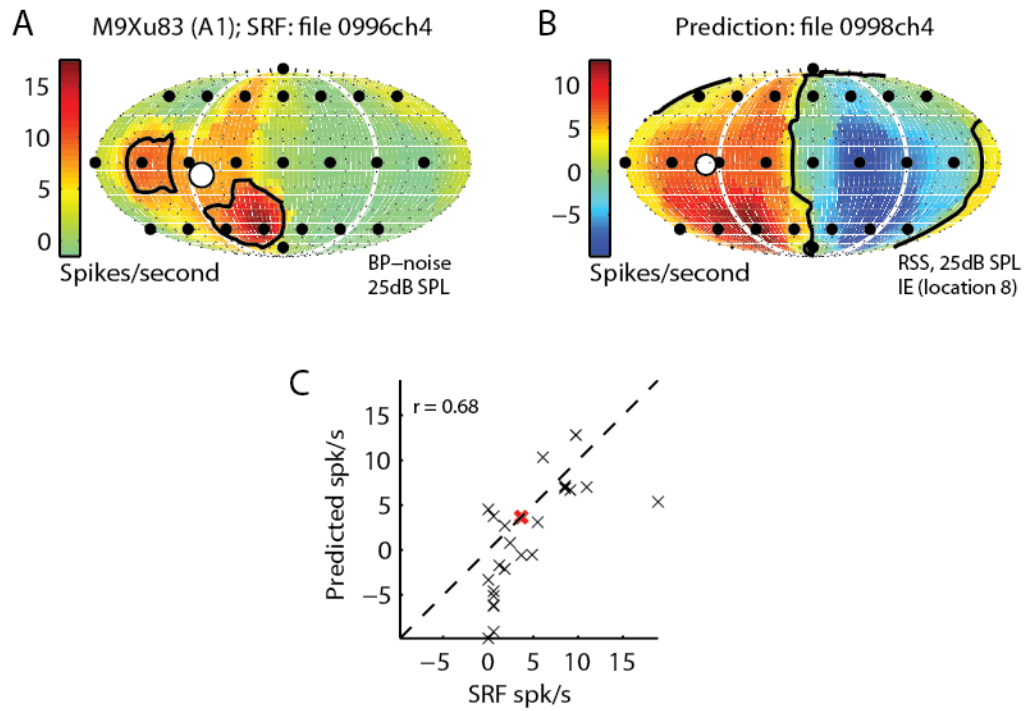 A
M9Xu83 (A1); SRF: file 0996ch4
15
10
5
0
Spikes/second
BP−noise
25dB SPL
B
Prediction: file 0998ch4
10
5
0
−5
Spikes/second
RSS, 25dB SPL
IE (location 8)
C
r = 0.68
Predicted spk/s
15
10
5
0
−5
−5 0 5 10 15
SRF spk/s